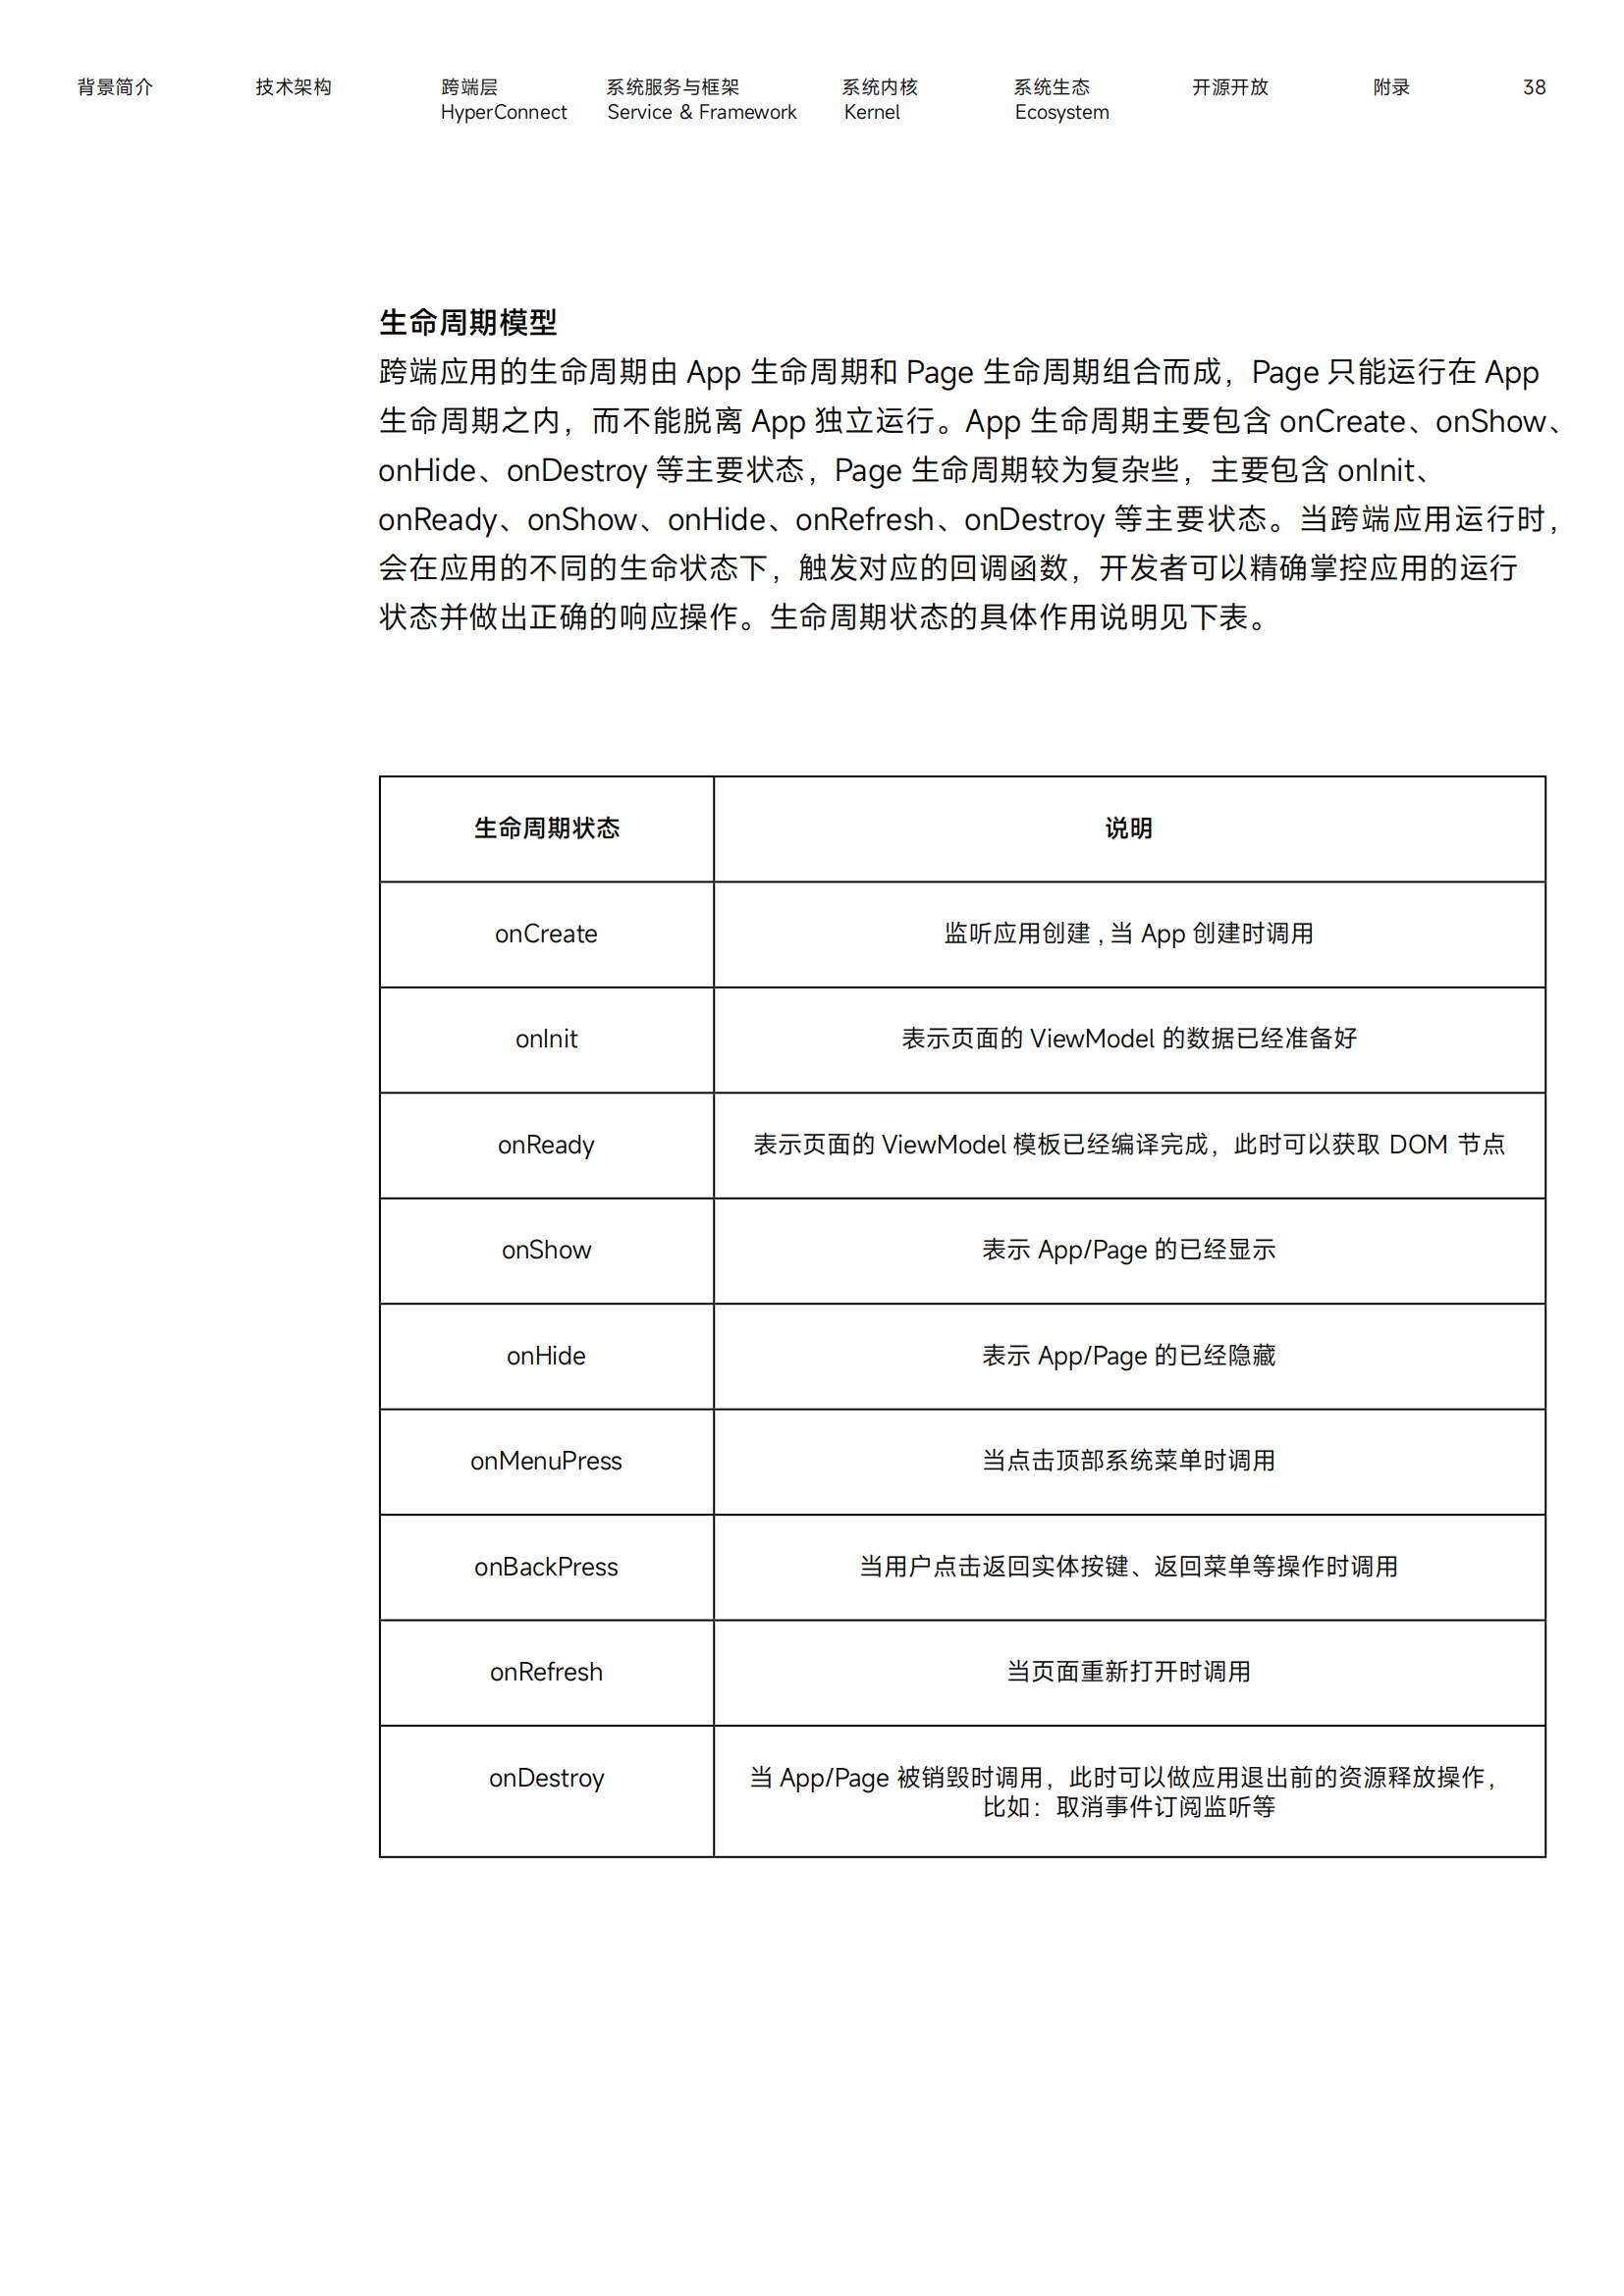 背景简介 技术架构 跨端层 系统服务与框架 系统内核 系统生态 开源开放 附录 38
HyperConnect Service & Framework Kernel Ecosystem
生命周期模型
跨端应用的生命周期由 App 生命周期和 Page 生命周期组合而成，Page 只能运行在 App
生命周期之内，而不能脱离 App 独立运行。App 生命周期主要包含 onCreate、onShow、
onHide、onDestroy 等主要状态，Page 生命周期较为复杂些，主要包含 onInit、
onReady、onShow、onHide、onRefresh、onDestroy 等主要状态。当跨端应用运行时，
会在应用的不同的生命状态下，触发对应的回调函数，开发者可以精确掌控应用的运行
状态并做出正确的响应操作。生命周期状态的具体作用说明见下表。
生命周期状态 说明
onCreate 监听应用创建 , 当 App 创建时调用
onInit 表示页面的 ViewModel 的数据已经准备好
onReady 表示页面的 ViewModel 模板已经编译完成，此时可以获取 DOM 节点
onShow 表示 App/Page 的已经显示
onHide 表示 App/Page 的已经隐藏
onMenuPress 当点击顶部系统菜单时调用
onBackPress 当用户点击返回实体按键、返回菜单等操作时调用
onRefresh 当页面重新打开时调用
onDestroy 当 App/Page 被销毁时调用，此时可以做应用退出前的资源释放操作，
比如：取消事件订阅监听等